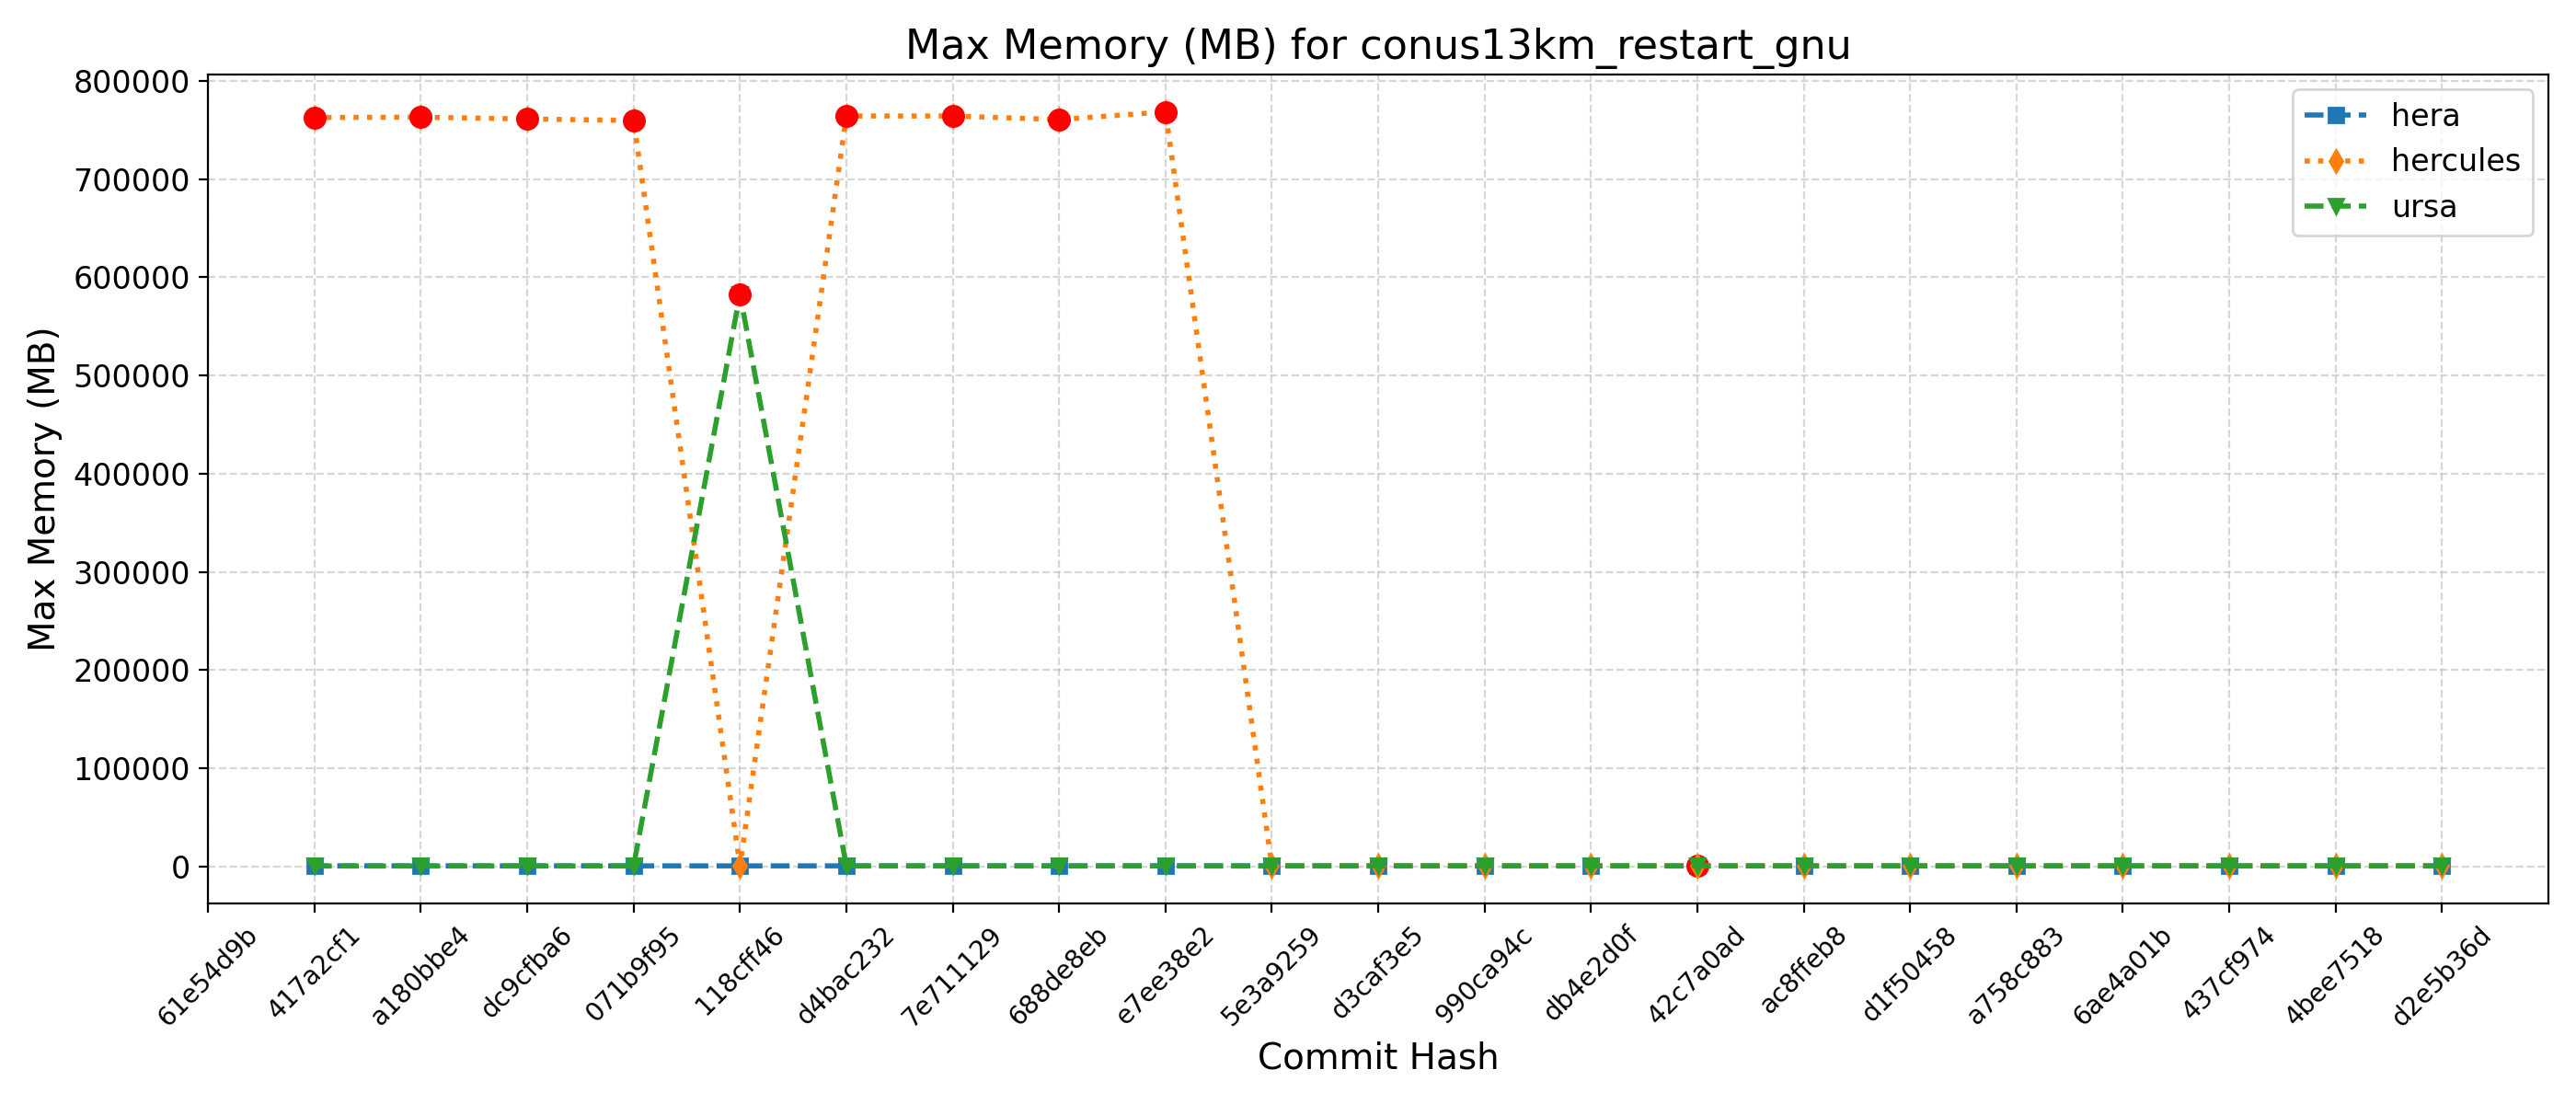 Max Memory (MB) for conus13km_restart_gnu
800000
700000
600000
500000
400000
300000
200000
100000
0
Max Memory (MB)
hera
hercules
ursa
61e54d9b
417a2cf1
a180bbe4
dc9cfba6
071b9f95
118cff46
d4bac232
7e711129
688de8eb
e7ee38e2
5e3a9259
d3caf3e5
990ca94c
db4e2d0f
42c7a0ad
ac8ffeb8
d1f50458
a758c883
6ae4a01b
437cf974
4bee7518
d2e5b36d
Commit Hash